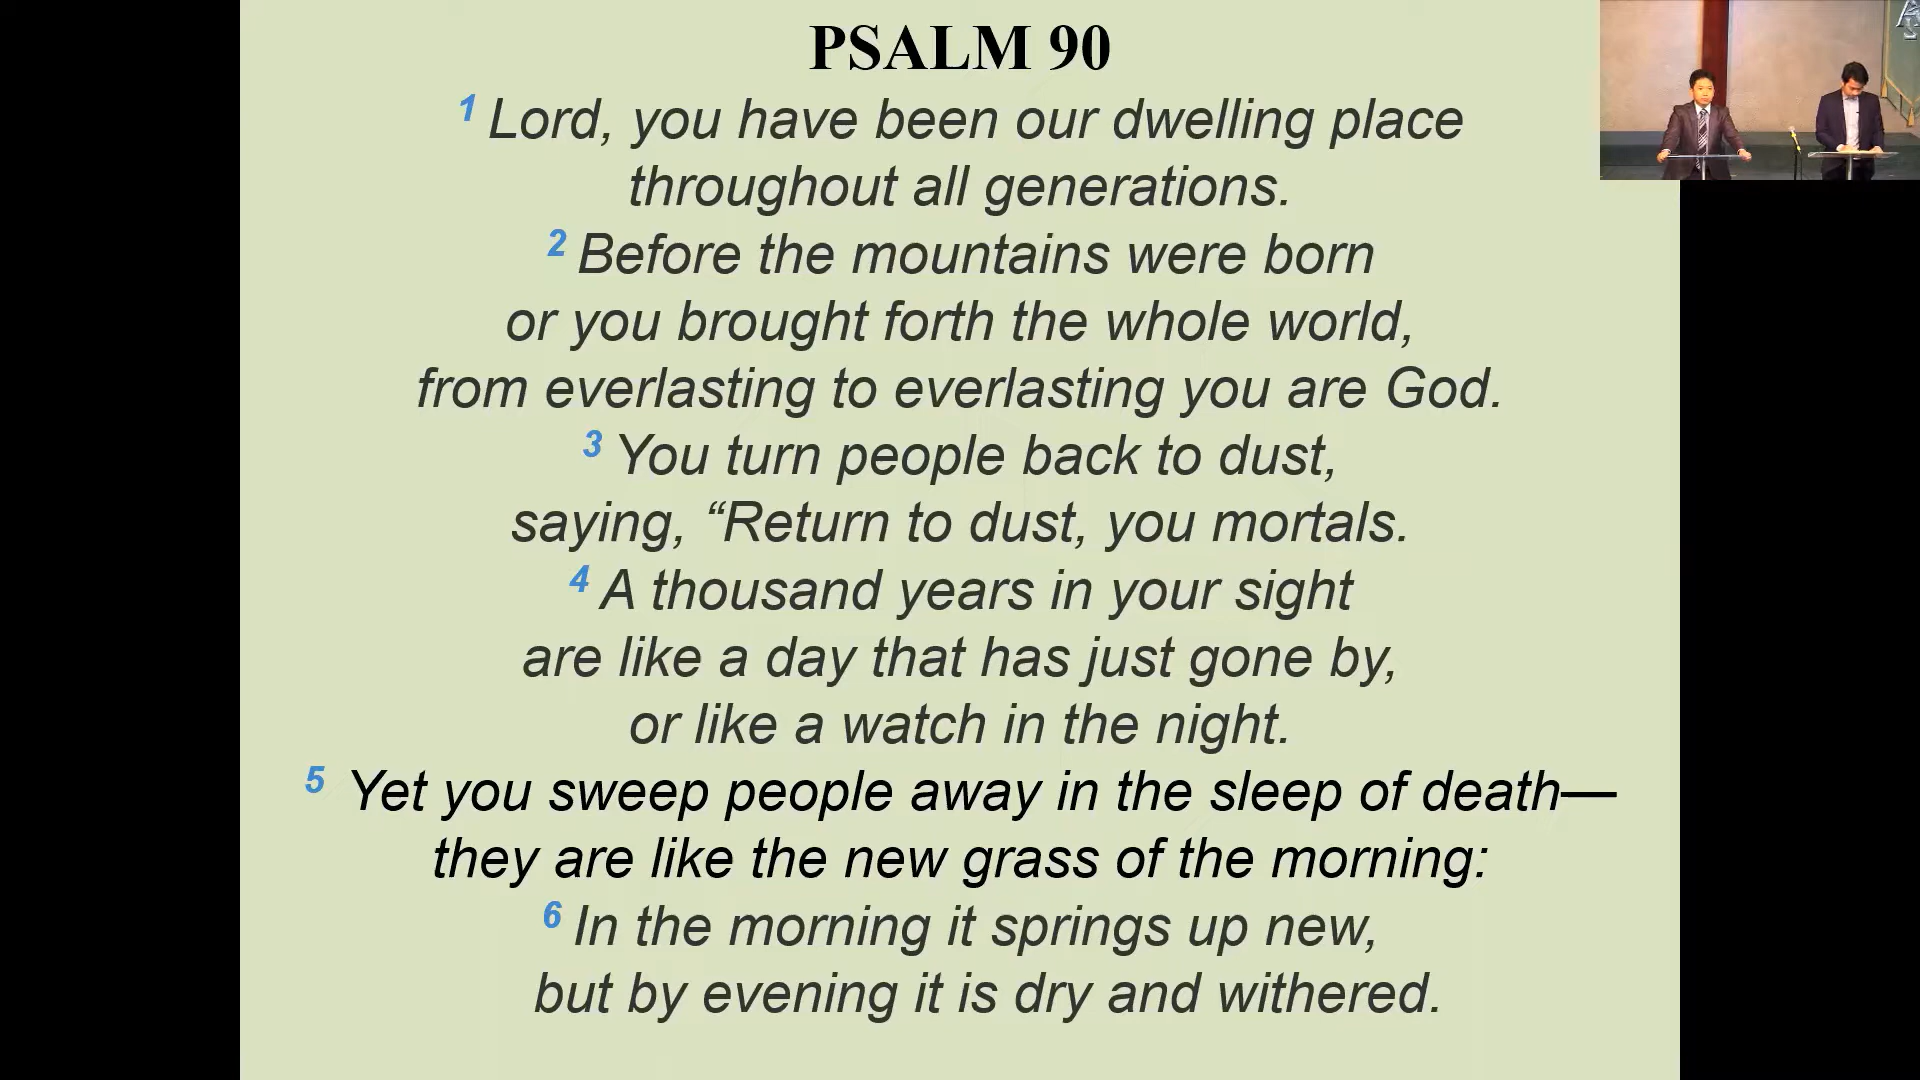 PSALM 90
1 Lord, you have been our dwelling place
throughout all generations.
2 Before the mountains were born
or you brought forth the whole world,
from everlasting to everlasting you are God.
3 You turn people back to dust,
saying, “Return to dust, you mortals.
4 A thousand years in your sight
are like a day that has just gone by,
or like a watch in the night.
5 Yet you sweep people away in the sleep of death—
they are like the new grass of the morning:
6 In the morning it springs up new,
but by evening it is dry and withered.